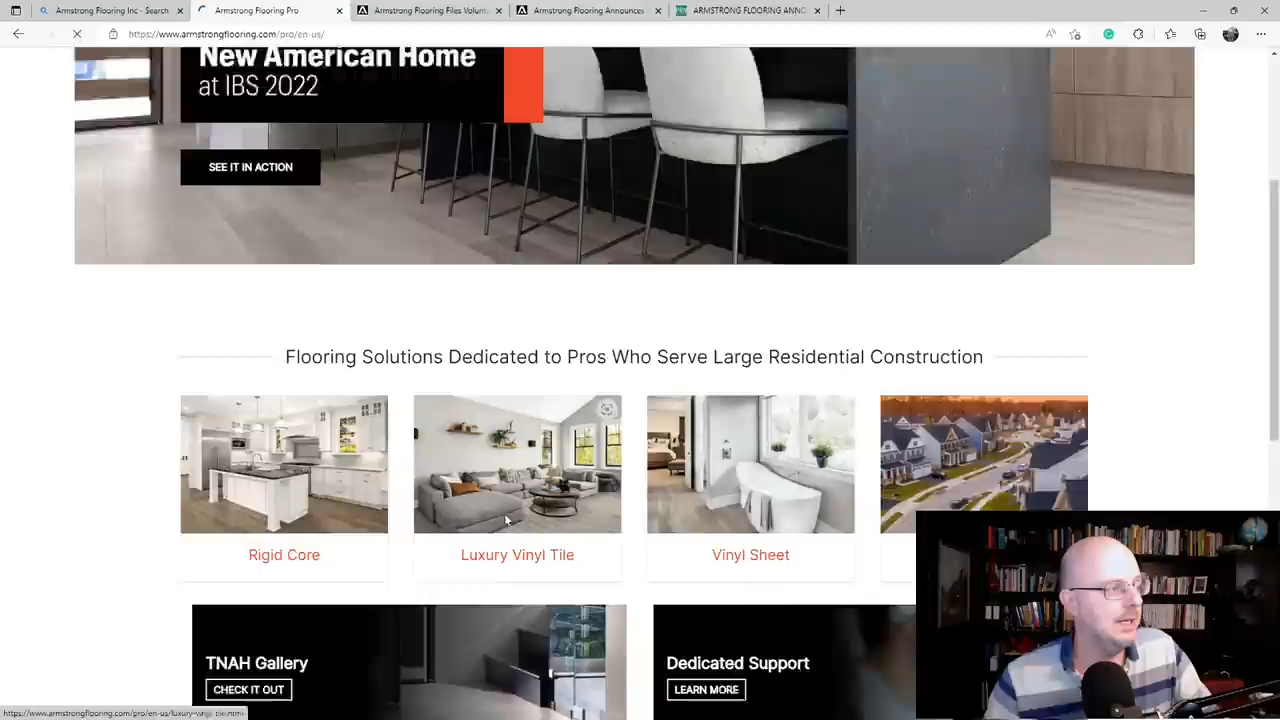 Armstrong Flooring Inc - Search
Armstrong Flooring Pro
Armstrong Flooring Files Volunt
Armstrong Flooring Announces
ARMSTRONG FLOORING ANNO
https://www.armstrongflooring.com/pro/en-us/
New American Home
at IBS 2022
SEE IT IN ACTION
Flooring Solutions Dedicated to Pros Who Serve Large Residential Construction
Rigid Core
Luxury Vinyl Tile
Vinyl Sheet
TNAH Gallery
CHECK IT OUT
Dedicated Support
LEARN MORE
https://www.armstrongflooring.com/pro/en-us/luxury-vinyl-tile.html